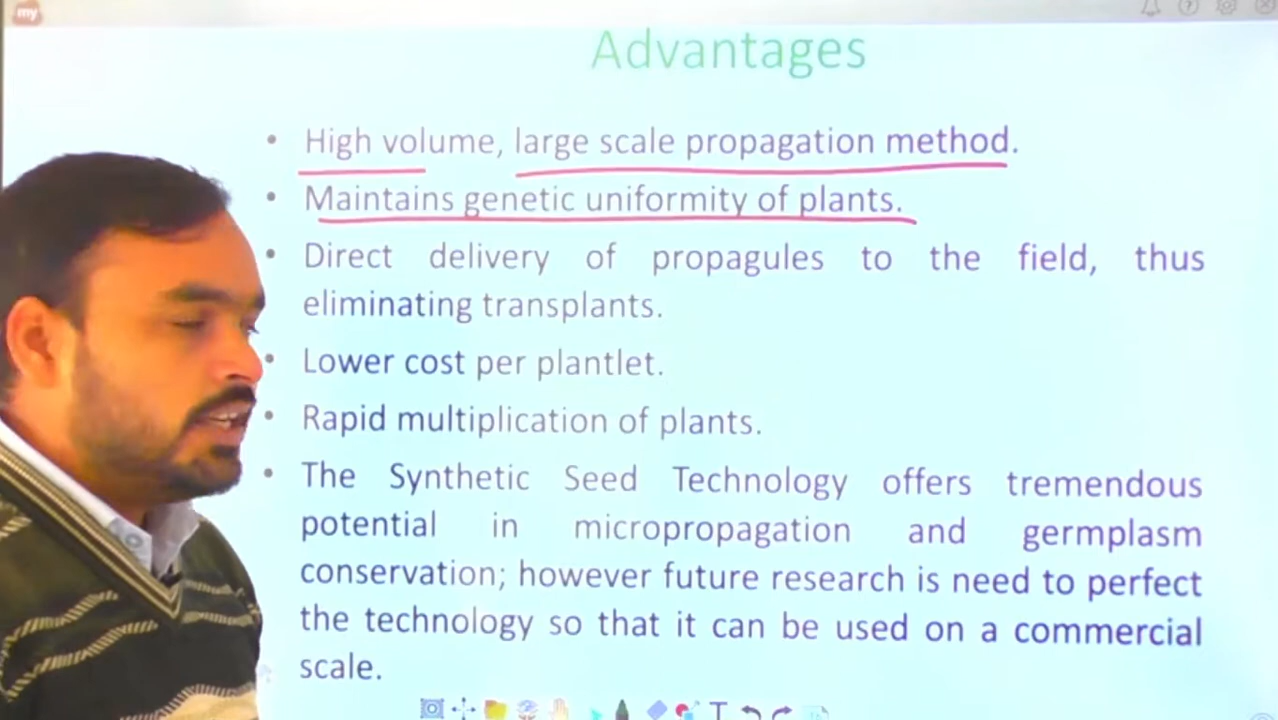 my
Advantages
• High volume, large scale propagation method.
• Maintains genetic uniformity of plants.
• Direct delivery of propagules to the field, thus
eliminating transplants.
• Lower cost per plantlet.
• Rapid multiplication of plants.
• The Synthetic Seed Technology offers tremendous
potential in micropropagation and germplasm
conservation; however future research is need to perfect
the technology so that it can be used on a commercial
scale.